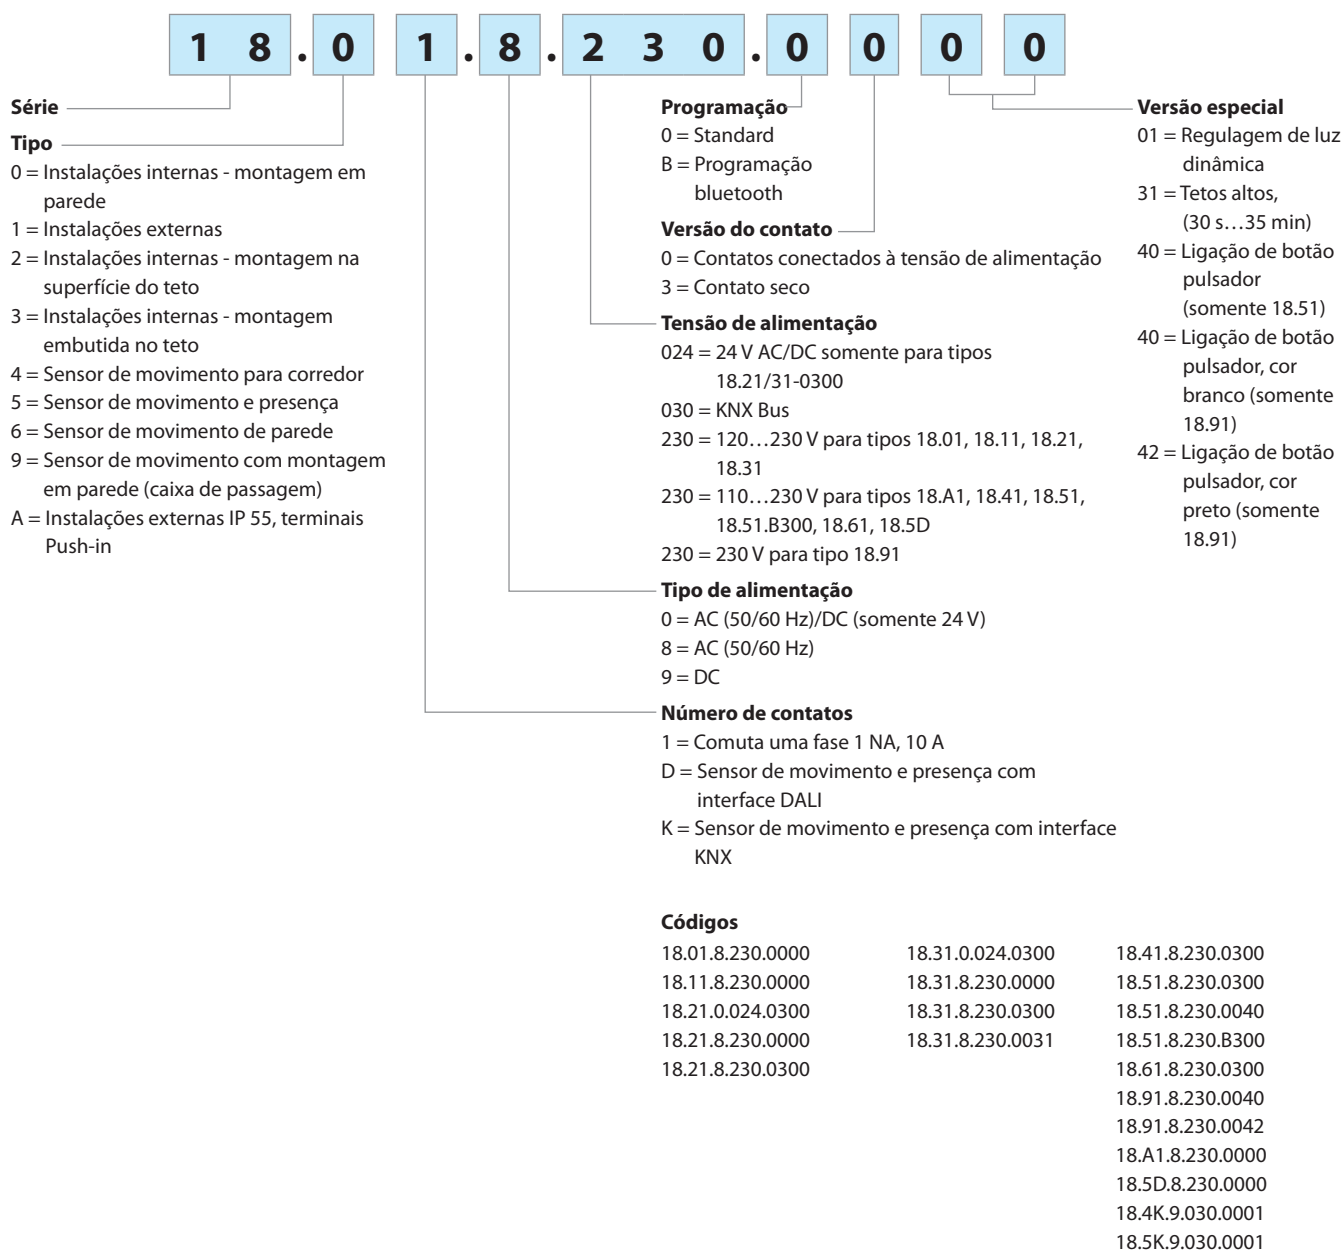 1 8 . 0 1 . 8 . 2 3 0 . 0 0 0 0
Série
Tipo
0 = Instalações internas - montagem em
parede
1 = Instalações externas
2 = Instalações internas - montagem na
superfície do teto
3 = Instalações internas - montagem
embutida no teto
4 = Sensor de movimento para corredor
5 = Sensor de movimento e presença
6 = Sensor de movimento de parede
9 = Sensor de movimento com montagem
em parede (caixa de passagem)
A = Instalações externas IP 55, terminais
Push-in
Programação
0 = Standard
B = Programação
bluetooth
Versão do contato
0 = Contatos conectados à tensão de alimentação
3 = Contato seco
Tensão de alimentação
024 = 24 V AC/DC somente para tipos
18.21/31-0300
030 = KNX Bus
230 = 120…230 V para tipos 18.01, 18.11, 18.21,
18.31
230 = 110…230 V para tipos 18.A1, 18.41, 18.51,
18.51.B300, 18.61, 18.5D
230 = 230 V para tipo 18.91
Tipo de alimentação
0 = AC (50/60 Hz)/DC (somente 24 V)
8 = AC (50/60 Hz)
9 = DC
Número de contatos
1 = Comuta uma fase 1 NA, 10 A
D = Sensor de movimento e presença com
interface DALI
K = Sensor de movimento e presença com interface
KNX
Versão especial
01 = Regulagem de luz
dinâmica
31 = Tetos altos,
(30 s…35 min)
40 = Ligação de botão
pulsador
(somente 18.51)
40 = Ligação de botão
pulsador, cor
branco (somente
18.91)
42 = Ligação de botão
pulsador, cor
preto (somente
18.91)
Códigos
18.01.8.230.0000
18.11.8.230.0000
18.21.0.024.0300
18.21.8.230.0000
18.21.8.230.0300
18.31.0.024.0300
18.31.8.230.0000
18.31.8.230.0300
18.31.8.230.0031
18.41.8.230.0300
18.51.8.230.0300
18.51.8.230.0040
18.51.8.230.B300
18.61.8.230.0300
18.91.8.230.0040
18.91.8.230.0042
18.A1.8.230.0000
18.5D.8.230.0000
18.4K.9.030.0001
18.5K.9.030.0001